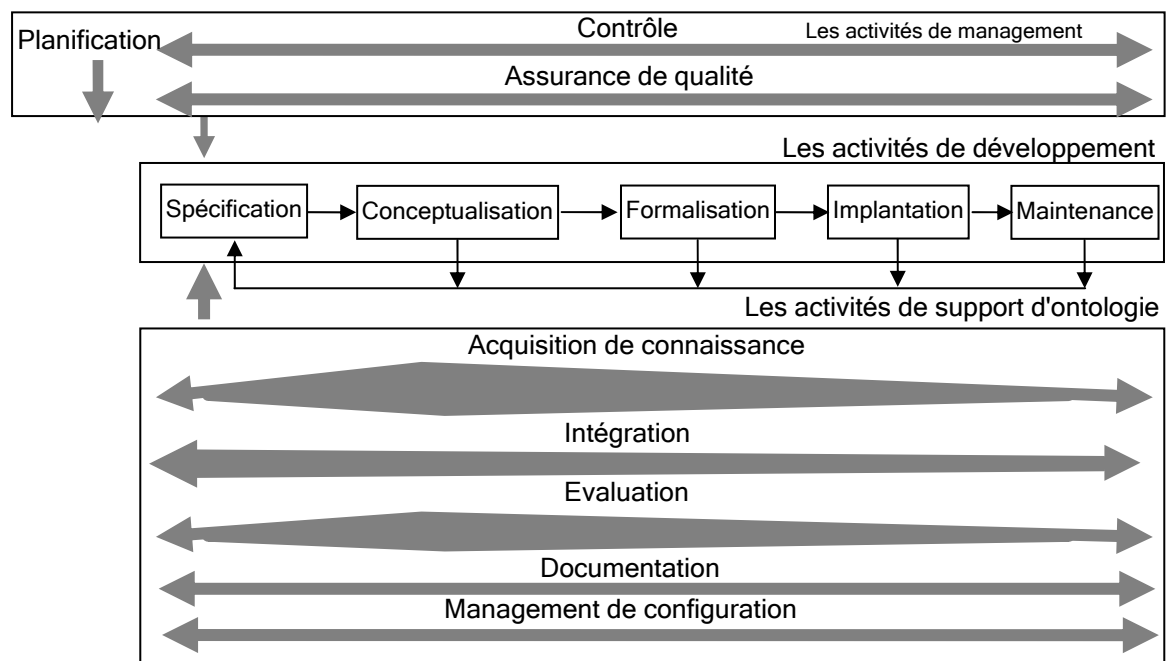 Planification
Contrôle
Les activités de management
Assurance de qualité
Les activités de développement
Spécification
Conceptualisation
Formalisation
Implantation
Maintenance
Les activités de support d'ontologie
Acquisition de connaissance
Intégration
Evaluation
Documentation
Management de configuration